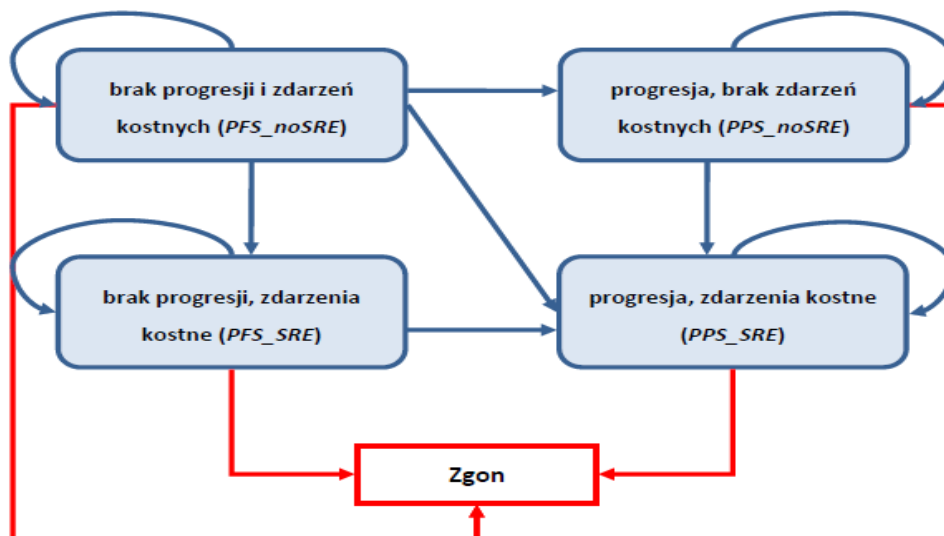 brak progresji i zdarzeń
kostnych (PFS_noSRE)
progresja, brak zdarzeń
kostnych (PPS_noSRE)
brak progresji, zdarzenia
kostne (PFS_SRE)
progresja, zdarzenia kostne
(PPS_SRE)
Zgon